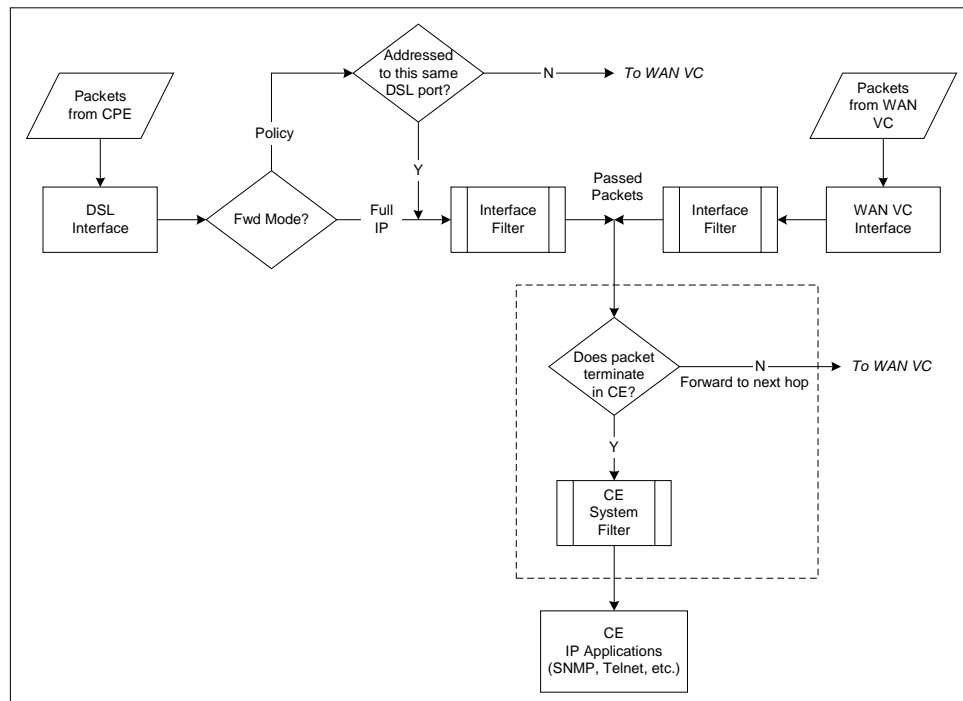 Addressed
to this same
DSL port?
N
To WAN VC
Packets
from CPE
Packets
from WAN
VC
Policy
Y
Passed
Packets
DSL
Interface
Fwd Mode?
Full
IP
Interface
Filter
Interface
Filter
WAN VC
Interface
Does packet
terminate
in CE?
N
Forward to next hop
To WAN VC
Y
CE
System
Filter
CE
IP Applications
(SNMP, Telnet, etc.)